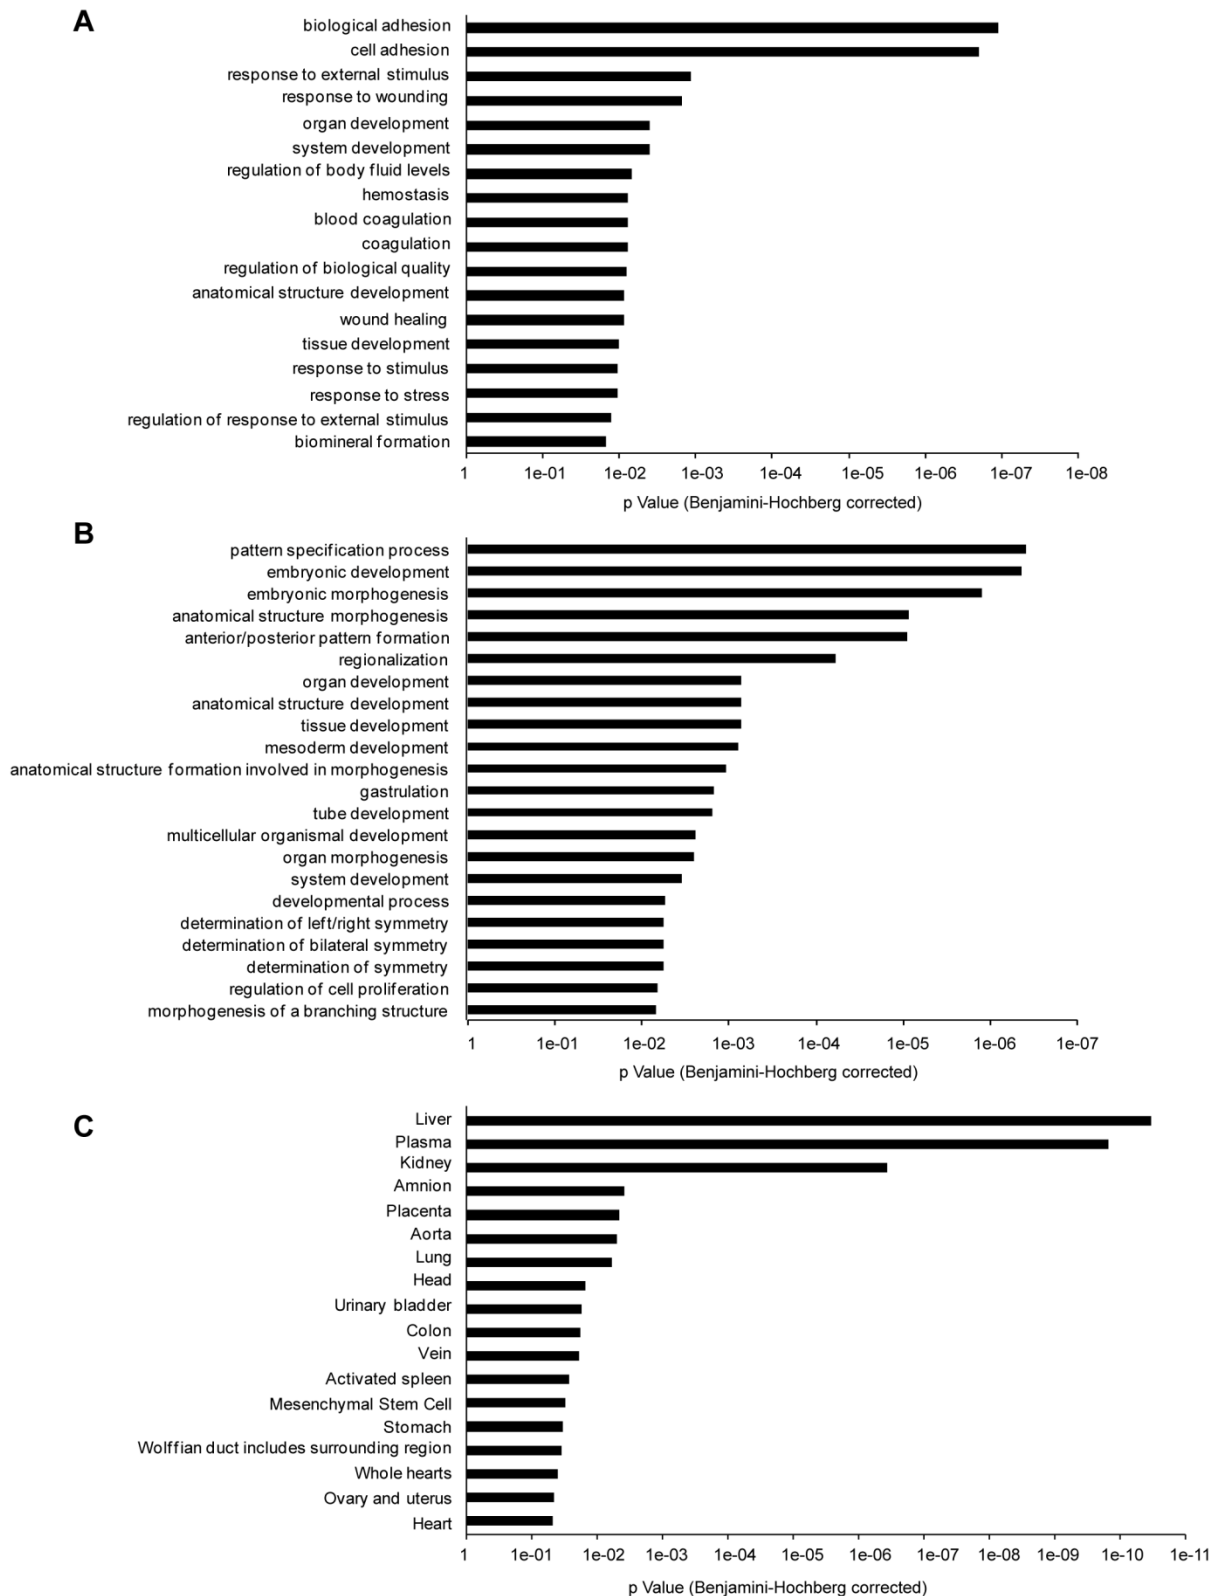 A
biological adhesion
cell adhesion
response to external stimulus
response to wounding
organ development
system development
regulation of body fluid levels
hemostasis
blood coagulation
coagulation
regulation of biological quality
anatomical structure development
wound healing
tissue development
response to stimulus
response to stress
regulation of response to external stimulus
biomineral formation
1 1e-01 1e-02 1e-03 1e-04 1e-05 1e-06 1e-07 1e-08
p Value (Benjamini-Hochberg corrected)
B
pattern specification process
embryonic development
embryonic morphogenesis
anatomical structure morphogenesis
anterior/posterior pattern formation
regionalization
organ development
anatomical structure development
tissue development
mesoderm development
anatomical structure formation involved in morphogenesis
gastrulation
tube development
multicellular organismal development
organ morphogenesis
system development
developmental process
determination of left/right symmetry
determination of bilateral symmetry
determination of symmetry
regulation of cell proliferation
morphogenesis of a branching structure
1 1e-01 1e-02 1e-03 1e-04 1e-05 1e-06 1e-07
p Value (Benjamini-Hochberg corrected)
C
Liver
Plasma
Kidney
Amnion
Placenta
Aorta
Lung
Head
Urinary bladder
Colon
Vein
Activated spleen
Mesenchymal Stem Cell
Stomach
Wolffian duct includes surrounding region
Whole hearts
Ovary and uterus
Heart
1 1e-01 1e-02 1e-03 1e-04 1e-05 1e-06 1e-07 1e-08 1e-09 1e-10 1e-11
p Value (Benjamini-Hochberg corrected)